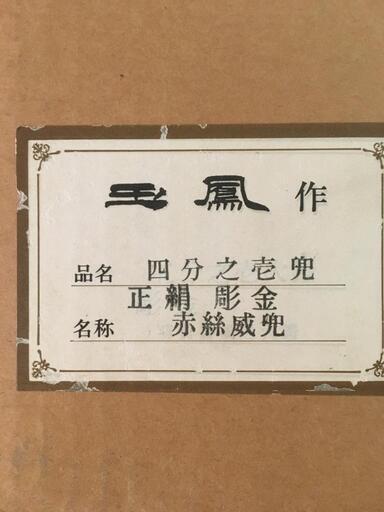 玉鳳 作
品名 四分之壱兜
正絹 彫金
名称 赤絲威兜